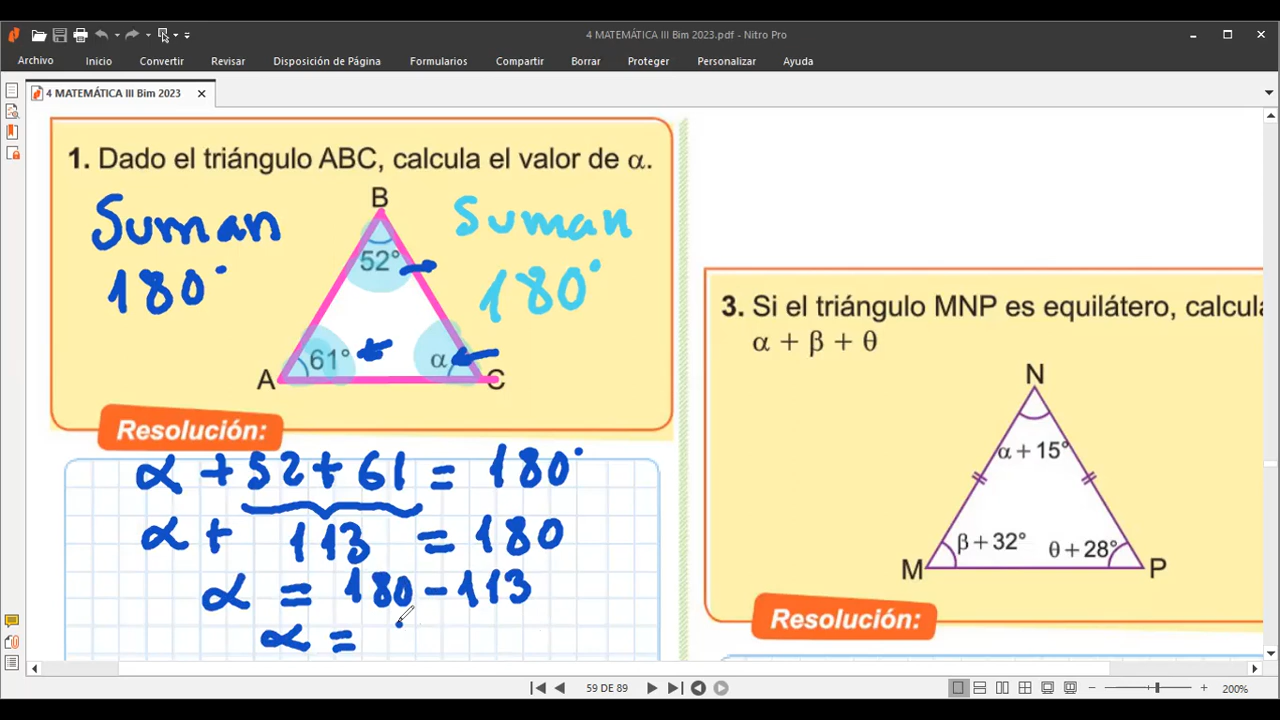 4 MATEMÁTICA III Bim 2023.pdf - Nitro Pro
Archivo Inicio Convertir Revisar Disposición de Página Formularios Compartir Borrar Proteger Personalizar Ayuda
4 MATEMÁTICA III Bim 2023
1. Dado el triángulo ABC, calcula el valor de α.
B
Suman
180°
52°
Suman
180°
61°
α
A
C
Resolución:
α + 52 + 61 = 180°
α + 113 = 180
α = 180 - 113
α =
3. Si el triángulo MNP es equilátero, calcula
α + β + θ
N
α + 15°
β + 32°
θ + 28°
M
P
Resolución:
59 DE 89
200%